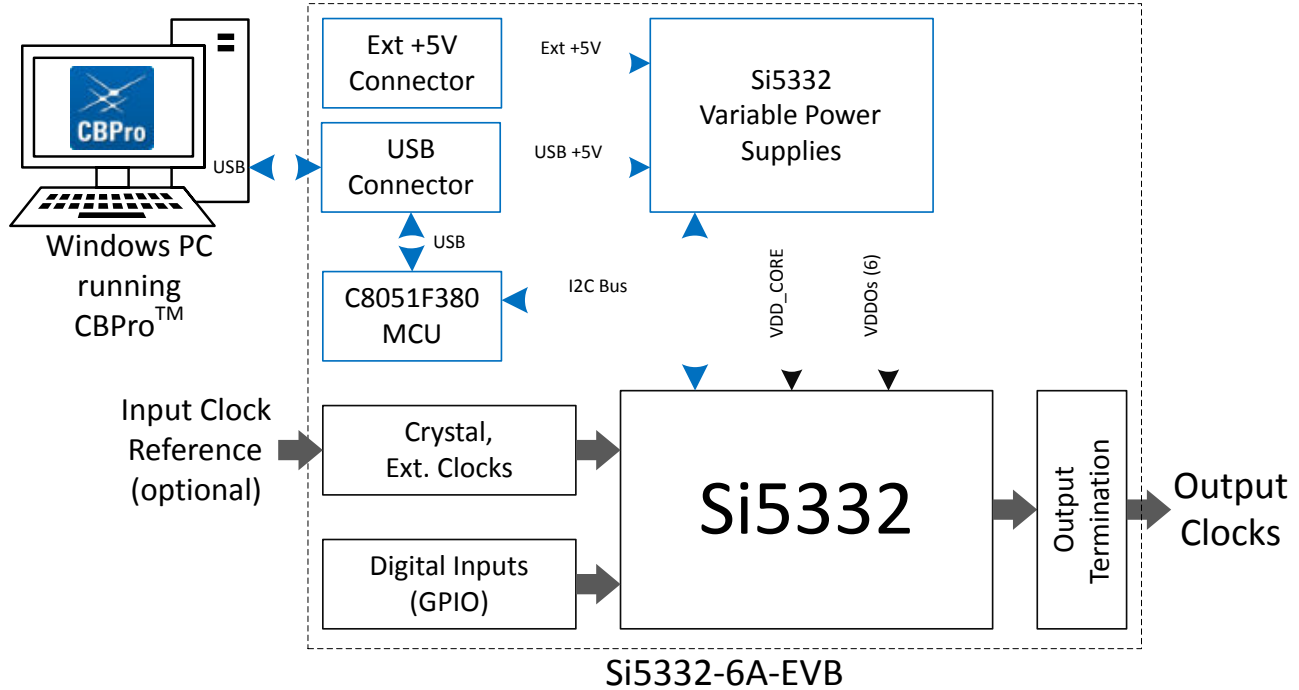 CBPro
USB
Windows PC
running
CBPro™
Ext +5V
Connector
Ext +5V
USB
Connector
USB +5V
Si5332
Variable Power
Supplies
USB
C8051F380
MCU
I2C Bus
VDD_CORE
VDDOs (6)
Input Clock
Reference
(optional)
Crystal,
Ext. Clocks
Digital Inputs
(GPIO)
Si5332
Output
Termination
Output
Clocks
Si5332-6A-EVB